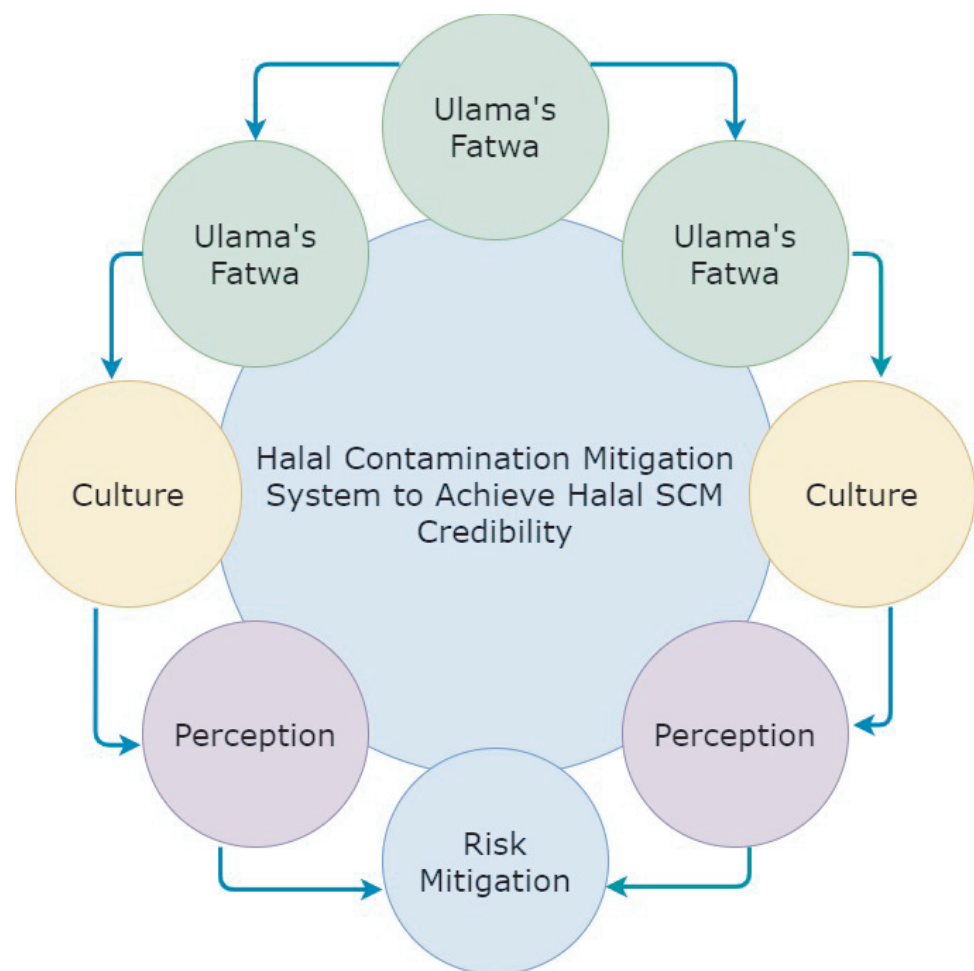 Ulama's
Fatwa
Ulama's
Fatwa
Ulama's
Fatwa
Culture
Halal Contamination Mitigation
System to Achieve Halal SCM
Credibility
Culture
Perception
Perception
Risk
Mitigation